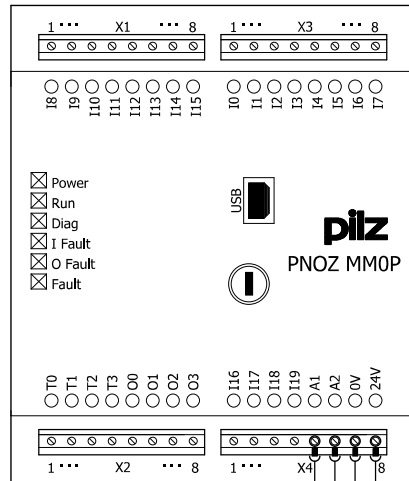 1 ··· X1 ··· 8
1 ··· X3 ··· 8
I8 I9 I10 I11 I12 I13 I14 I15
I0 I1 I2 I3 I4 I5 I6 I7
Power
Run
Diag
I Fault
O Fault
Fault
USB
pilz
PNOZ MM0P
T0 T1 T2 T3 O0 O1 O2 O3
I16 I17 I18 I19 A1 A2 0V 24V
1 ··· X2 ··· 8
1 ··· X4 8